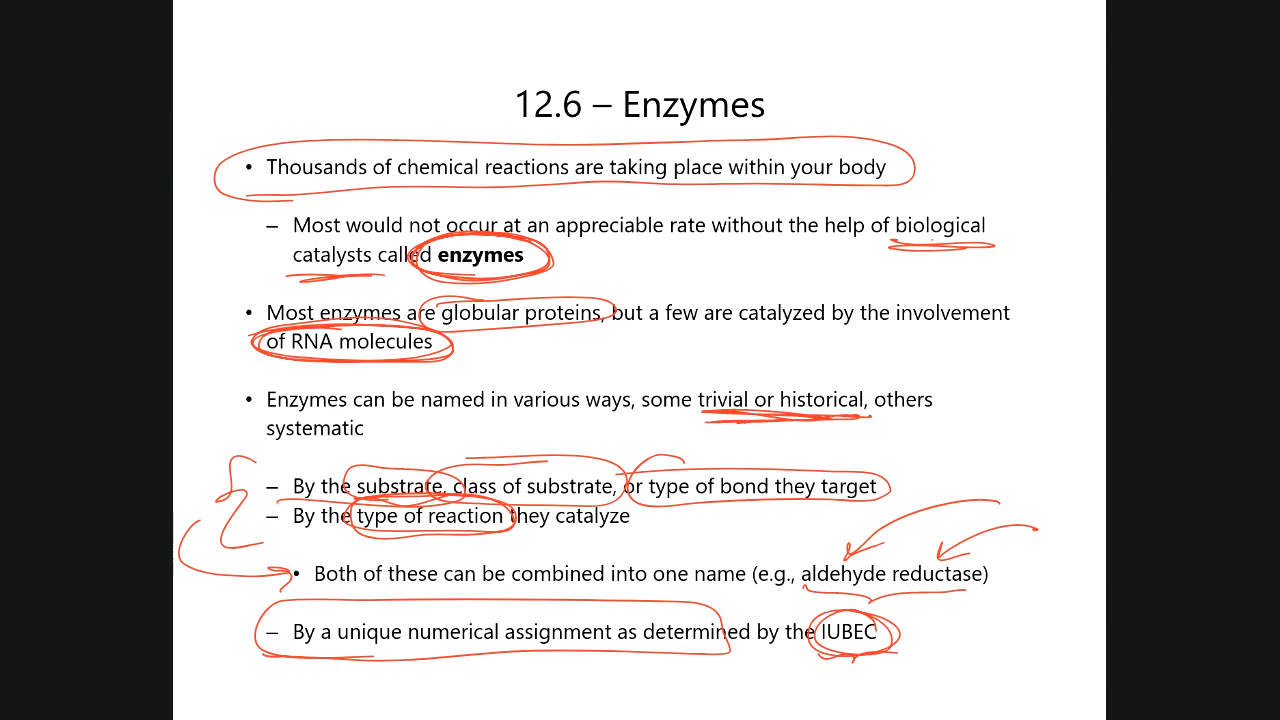 12.6 – Enzymes
• Thousands of chemical reactions are taking place within your body
– Most would not occur at an appreciable rate without the help of biological
catalysts called enzymes
• Most enzymes are globular proteins, but a few are catalyzed by the involvement
of RNA molecules
• Enzymes can be named in various ways, some trivial or historical, others
systematic
– By the substrate, class of substrate, or type of bond they target
– By the type of reaction they catalyze
• Both of these can be combined into one name (e.g., aldehyde reductase)
– By a unique numerical assignment as determined by the IUBEC